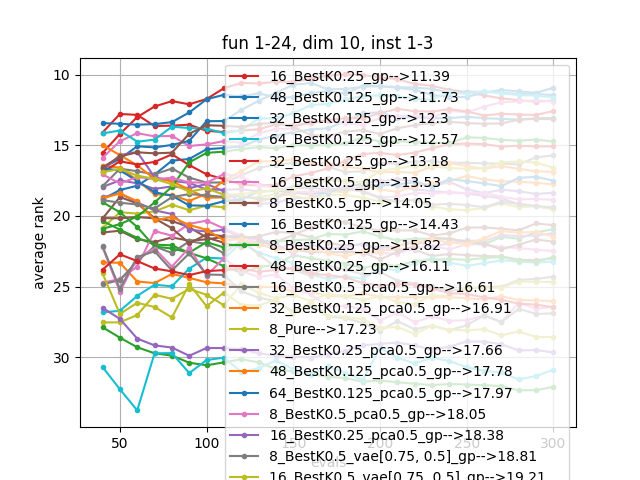 fun 1-24, dim 10, inst 1-3
average rank
10
15
20
25
30
50
100
150
200
250
300
evals
16_BestK0.25_gp-->11.39
48_BestK0.125_gp-->11.73
32_BestK0.125_gp-->12.3
64_BestK0.125_gp-->12.57
32_BestK0.25_gp-->13.18
16_BestK0.5_gp-->13.53
8_BestK0.5_gp-->14.05
16_BestK0.125_gp-->14.43
8_BestK0.25_gp-->15.82
48_BestK0.25_gp-->16.11
16_BestK0.5_pca0.5_gp-->16.61
32_BestK0.125_pca0.5_gp-->16.91
8_Pure-->17.23
32_BestK0.25_pca0.5_gp-->17.66
48_BestK0.125_pca0.5_gp-->17.78
64_BestK0.125_pca0.5_gp-->17.97
8_BestK0.5_pca0.5_gp-->18.05
16_BestK0.25_pca0.5_gp-->18.38
8_BestK0.5_vae[0.75, 0.5]_gp-->18.81
16_BestK0.5_vae[0.75, 0.5]_gp-->19.21